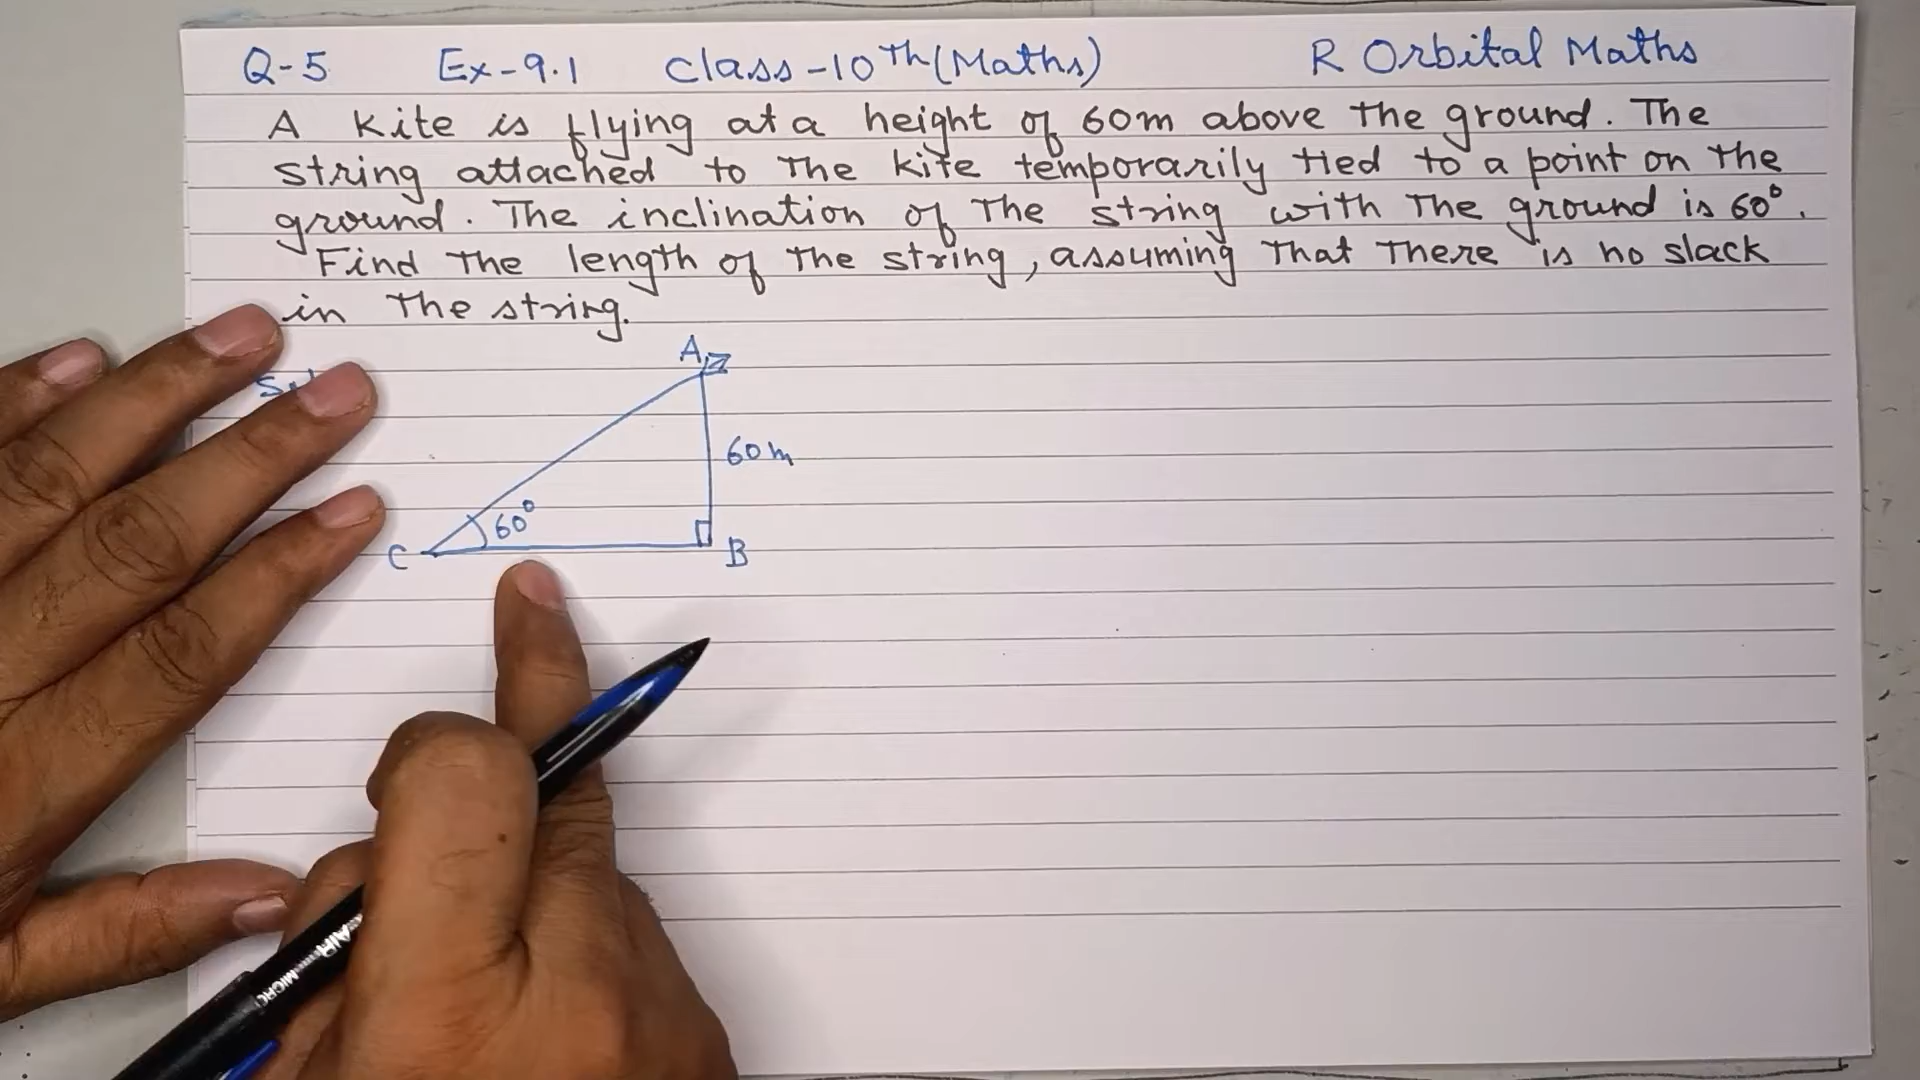 Q-5 Ex-9.1 Class-10Th(Maths) R Orbital Maths
A kite is flying at a height of 60m above the ground. The
string attached to the kite temporarily tied to a point on the
ground. The inclination of the string with the ground is 60°.
Find the length of the string, assuming that there is no slack
in the string.
A
60m
60°
C B
AIR MICRO